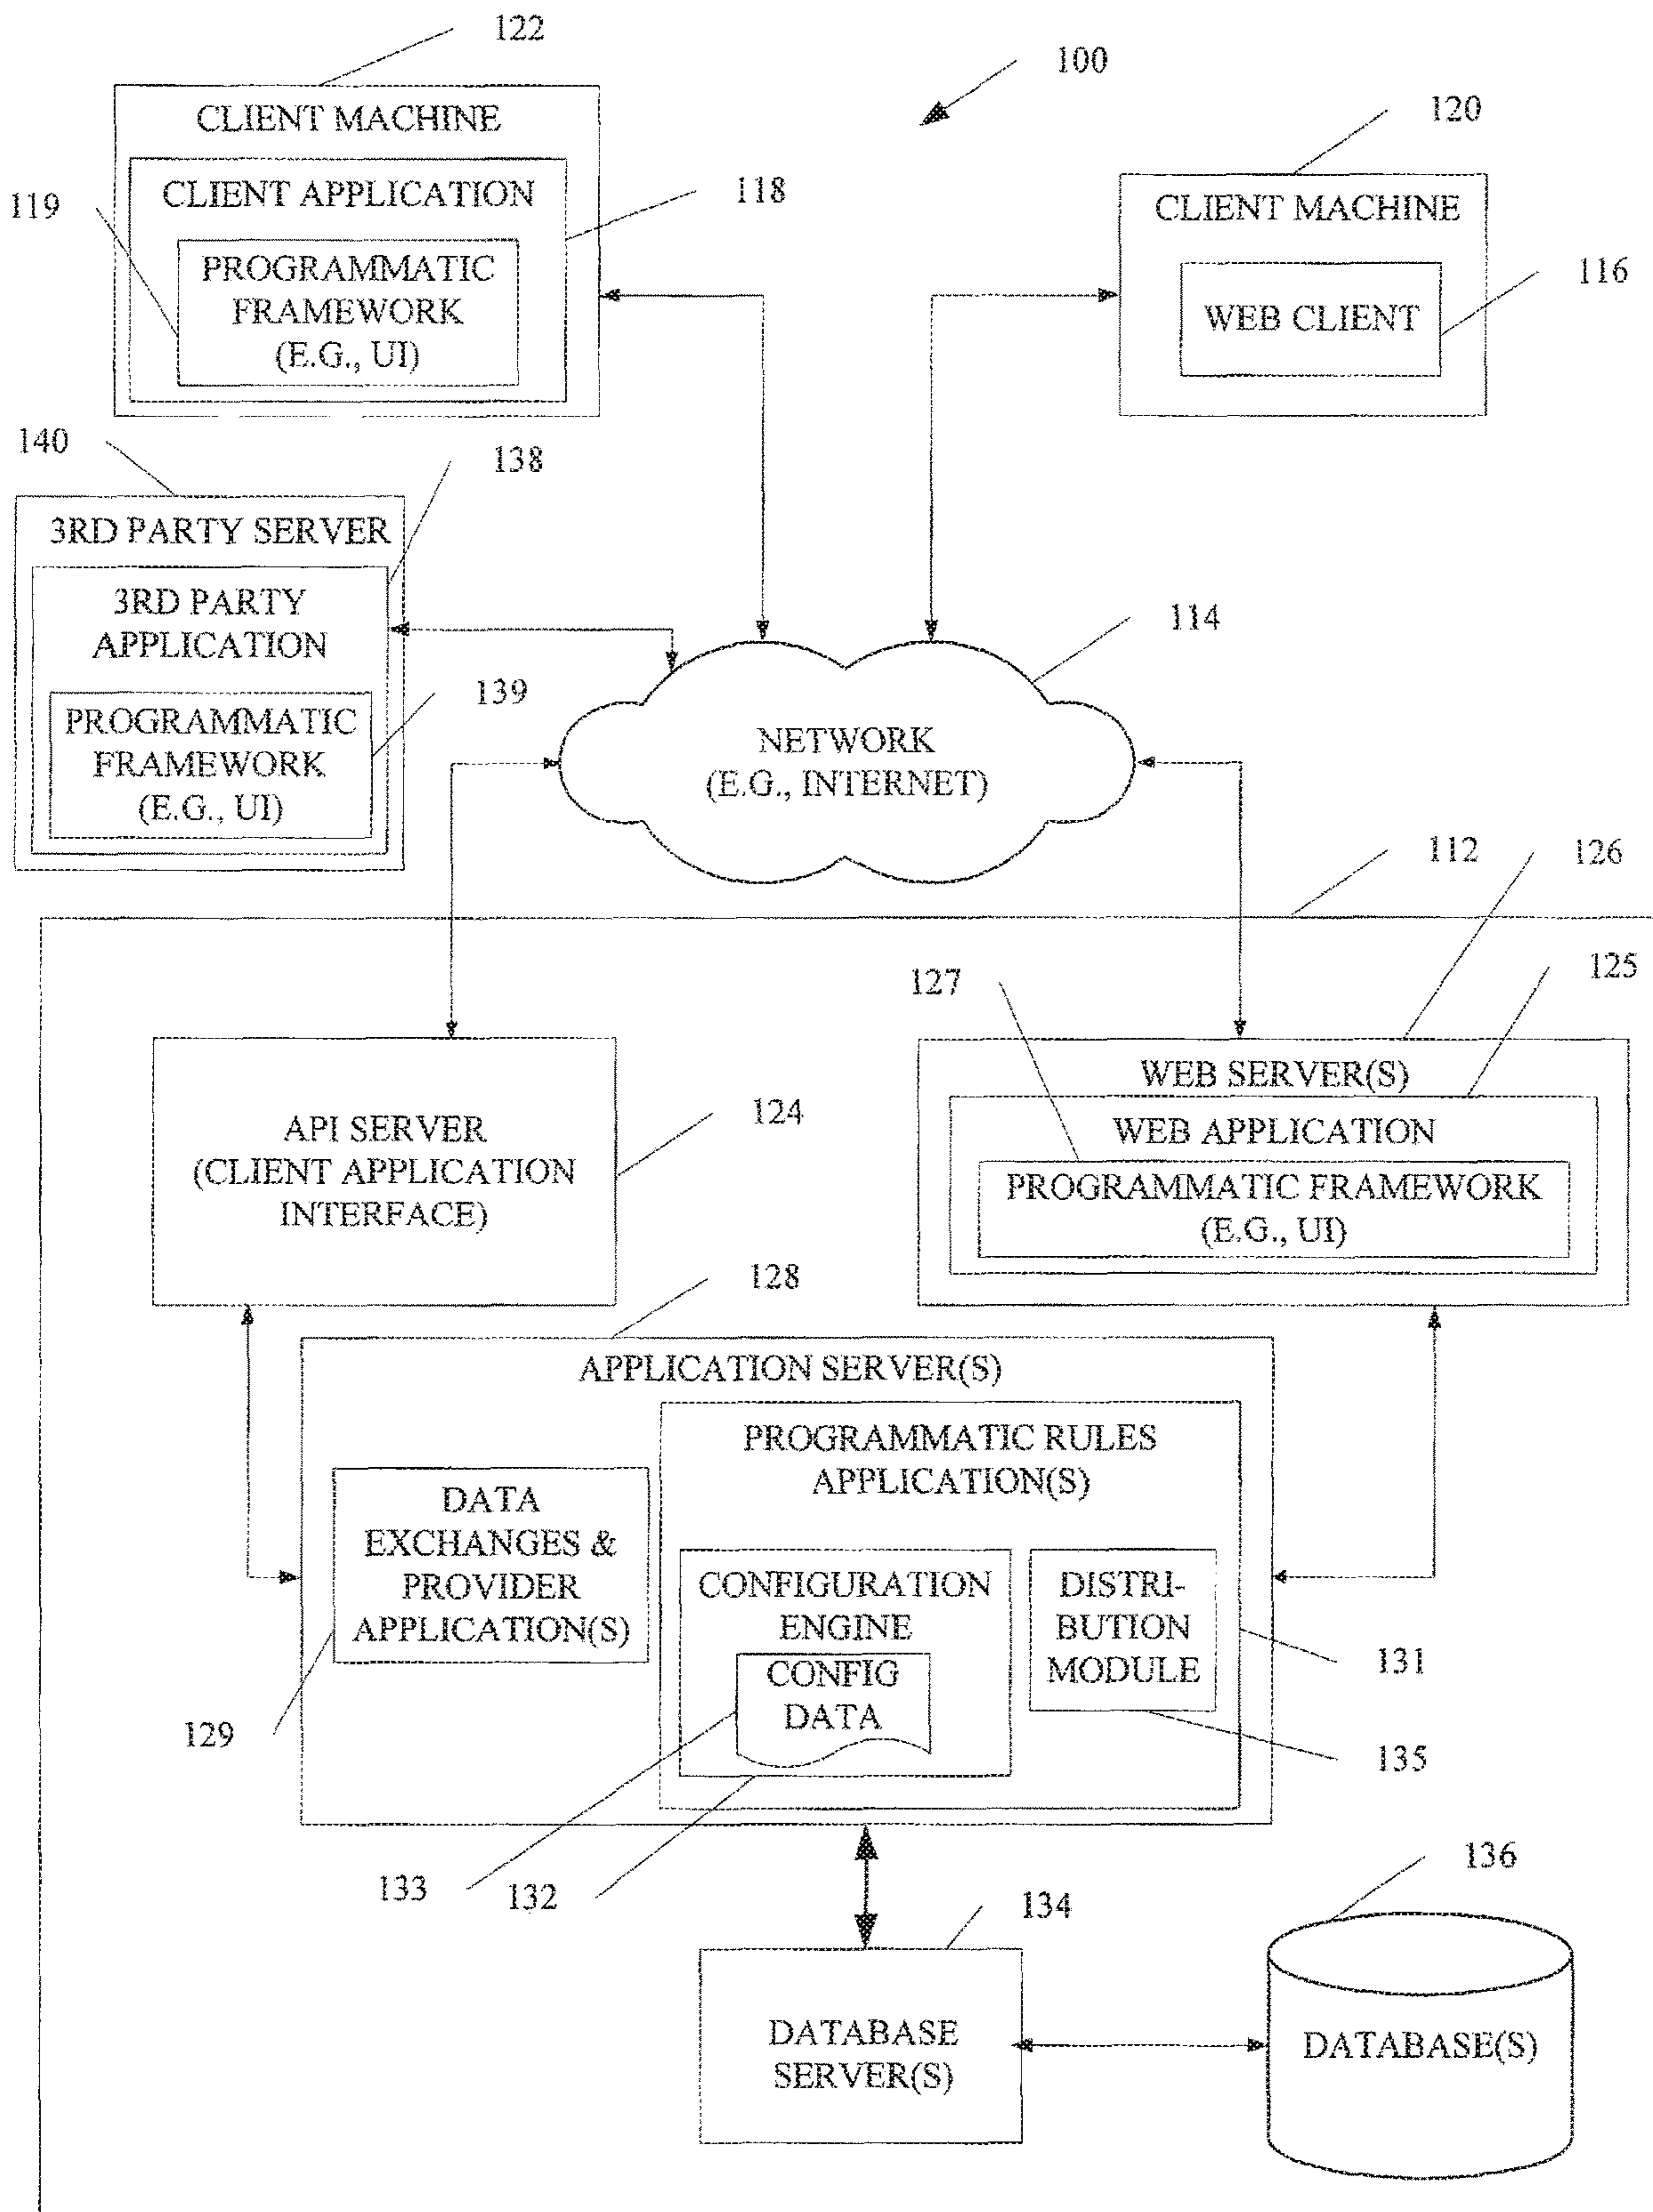 122
100
CLIENT MACHINE
120
CLIENT APPLICATION
118
119
CLIENT MACHINE
PROGRAMMATIC
FRAMEWORK
(E.G., UI)
116
WEB CLIENT
140
138
3RD PARTY SERVER
3RD PARTY
APPLICATION
114
139
PROGRAMMATIC
FRAMEWORK
(E.G., UI)
NETWORK
(E.G., INTERNET)
112
126
127
125
WEB SERVER(S)
124
API SERVER
(CLIENT APPLICATION
INTERFACE)
WEB APPLICATION
PROGRAMMATIC FRAMEWORK
(E.G., UI)
128
APPLICATION SERVER(S)
PROGRAMMATIC RULES
APPLICATION(S)
DATA
EXCHANGES &
PROVIDER
APPLICATION(S)
CONFIGURATION
ENGINE
CONFIG
DATA
DISTRI-
BUTION
MODULE
131
129
135
133
132
134
136
DATABASE
SERVER(S)
DATABASE(S)